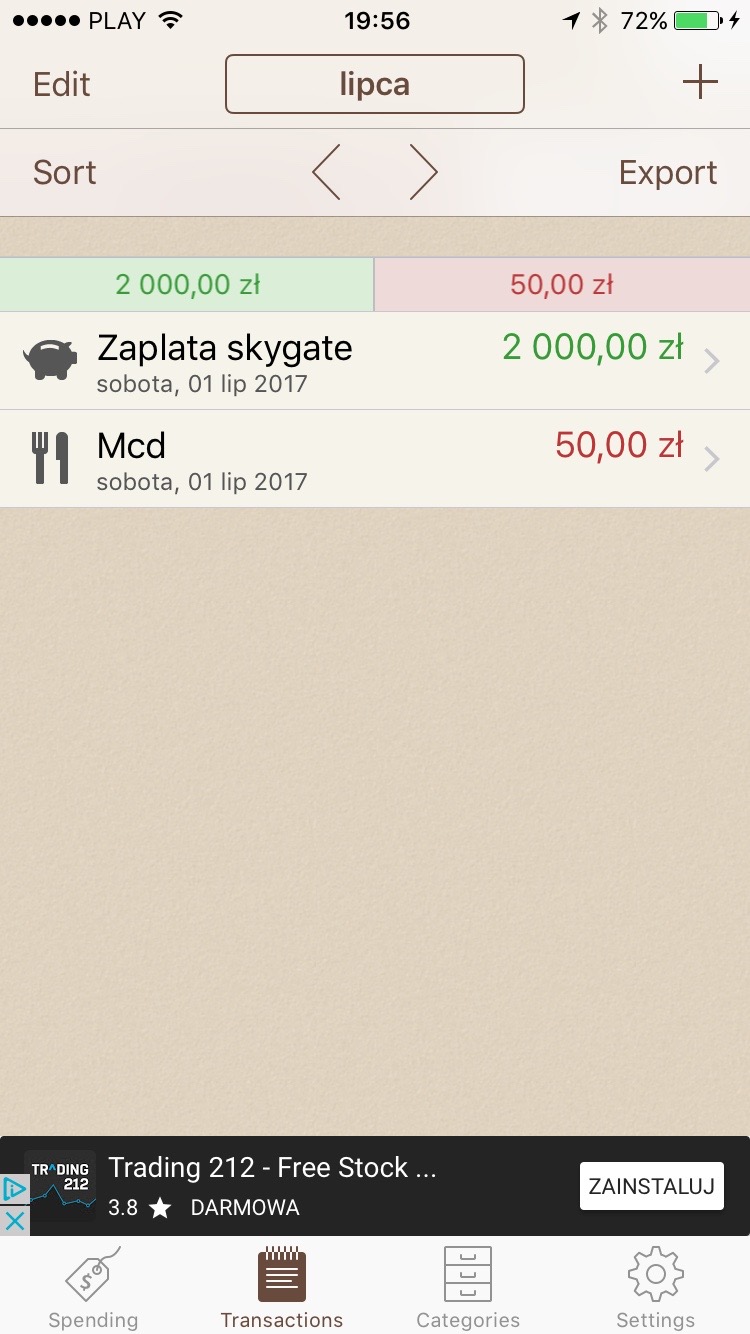 PLAY 19:56 72%
Edit lipca
Sort Export
2 000,00 zł 50,00 zł
Zaplata skygate 2 000,00 zł
sobota, 01 lip 2017
Mcd 50,00 zł
sobota, 01 lip 2017
TRADING
212
Trading 212 - Free Stock ...
3.8 ★ DARMOWA
ZAINSTALUJ
Spending Transactions Categories Settings